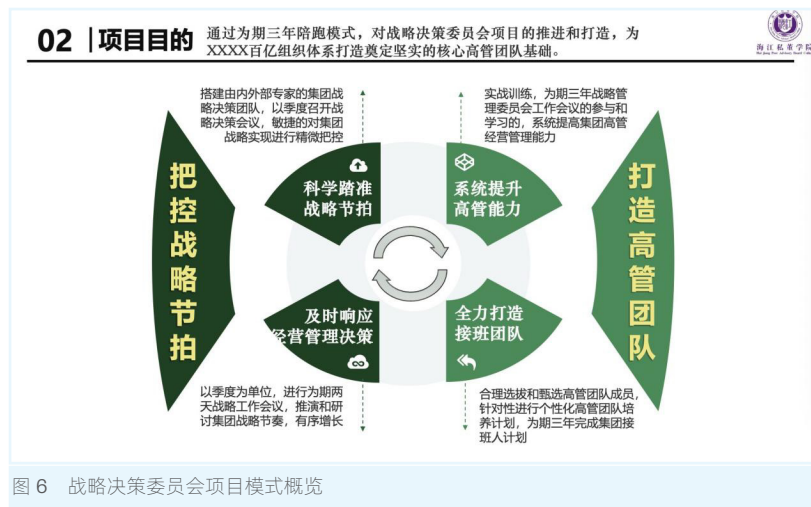 02 |项目目的
通过为期三年陪跑模式，对战略决策委员会项目的推进和打造，为
XXXX百亿组织体系打造奠定坚实的核心高管团队基础。
海江私董学院
搭建由内外部专家的集团战
略决策团队，以季度召开战
略决策会议，敏捷的对集团
战略实现进行精微把控
实战训练，为期三年战略管
理委员会工作会议的参与和
学习的，系统提高集团高管
经营管理能力
把控战略节拍
科学踏准
战略节拍
系统提升
高管能力
打造高管团队
及时响应
经营管理决策
全力打造
接班团队
以季度为单位，进行为期两
天战略工作会议，推演和研
讨集团战略节奏，有序增长
合理选拔和甄选高管团队成员，
针对性进行个性化高管团队培
养计划，为期三年完成集团接
班人计划
图 6 战略决策委员会项目模式概览